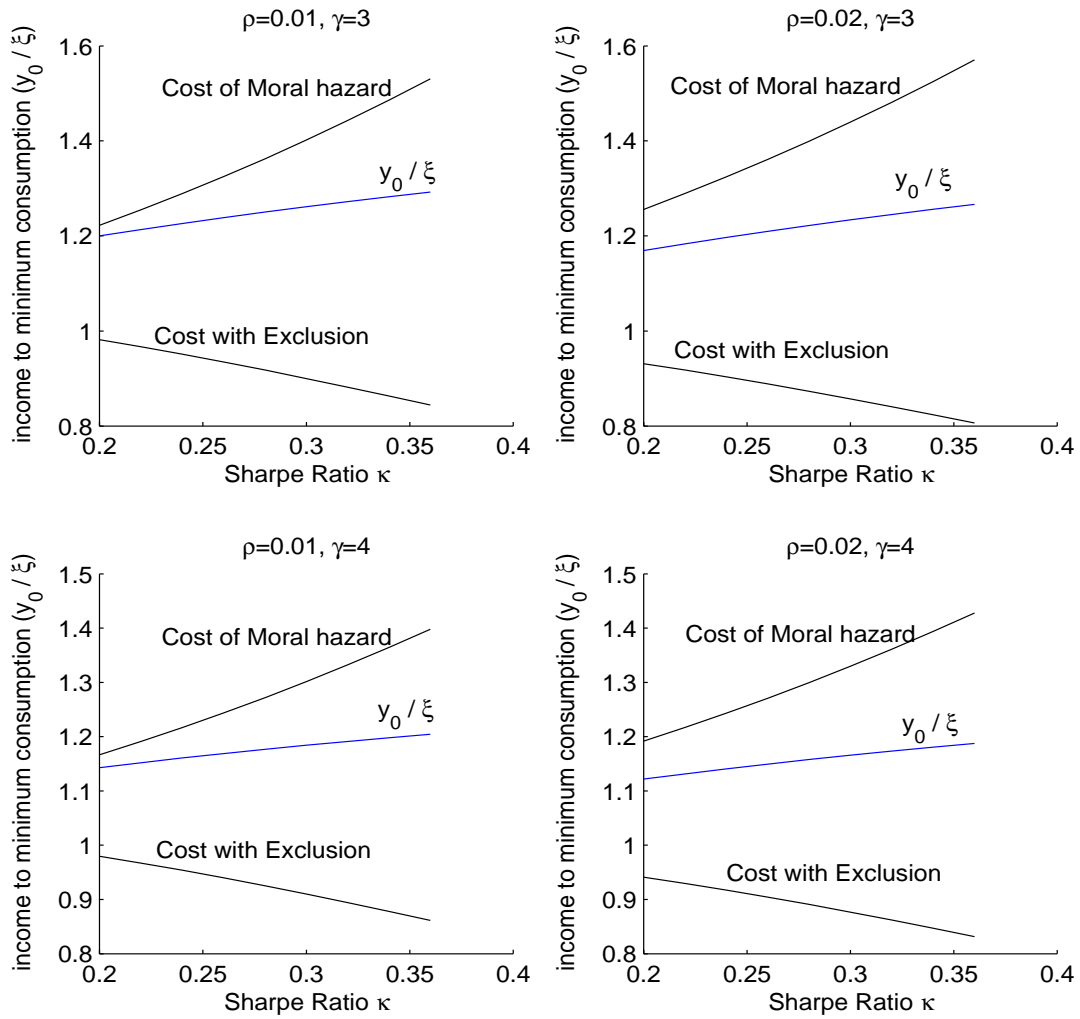 ρ=0.01, γ=3
income to minimum consumption (y0 / ξ)
1.6
1.4
1.2
1
0.8
Cost of Moral hazard
y0 / ξ
Cost with Exclusion
0.2 0.25 0.3 0.35 0.4
Sharpe Ratio κ
ρ=0.02, γ=3
income to minimum consumption (y0 / ξ)
1.6
1.4
1.2
1
0.8
Cost of Moral hazard
y0 / ξ
Cost with Exclusion
0.2 0.25 0.3 0.35 0.4
Sharpe Ratio κ
ρ=0.01, γ=4
income to minimum consumption (y0 / ξ)
1.5
1.4
1.3
1.2
1.1
1
0.9
0.8
Cost of Moral hazard
y0 / ξ
Cost with Exclusion
0.2 0.25 0.3 0.35 0.4
Sharpe Ratio κ
ρ=0.02, γ=4
income to minimum consumption (y0 / ξ)
1.5
1.4
1.3
1.2
1.1
1
0.9
0.8
Cost of Moral hazard
y0 / ξ
Cost with Exclusion
0.2 0.25 0.3 0.35 0.4
Sharpe Ratio κ